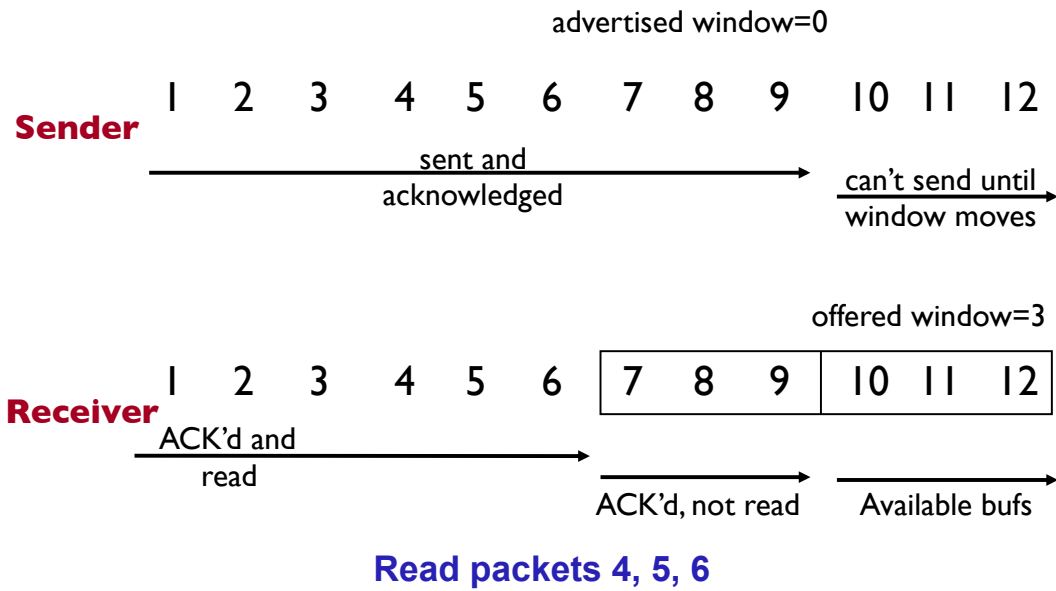 advertised window=0
1 2 3 4 5 6 7 8 9 10 11 12
Sender
sent and
acknowledged
can't send until
window moves
offered window=3
1 2 3 4 5 6 7 8 9 10 11 12
Receiver
ACK'd and
read
ACK'd, not read
Available bufs
Read packets 4, 5, 6